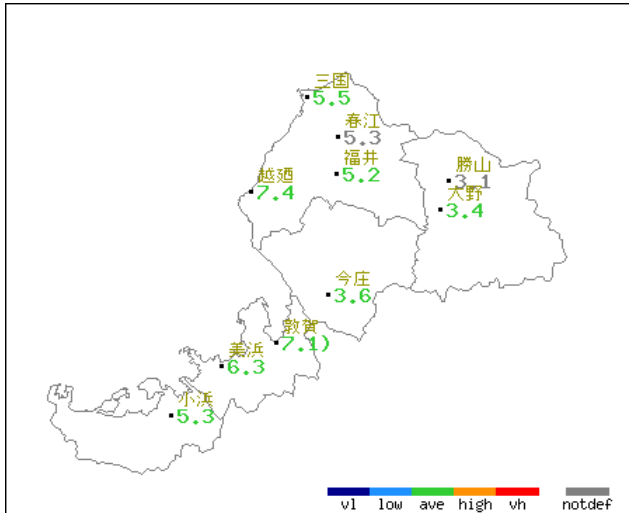 三国
5.5
春江
5.3
福井
5.2
越廼
7.4
勝山
3.1
大野
3.4
今庄
3.6
敦賀
7.1)
美浜
6.3
小浜
5.3
vl low ave high vh notdef